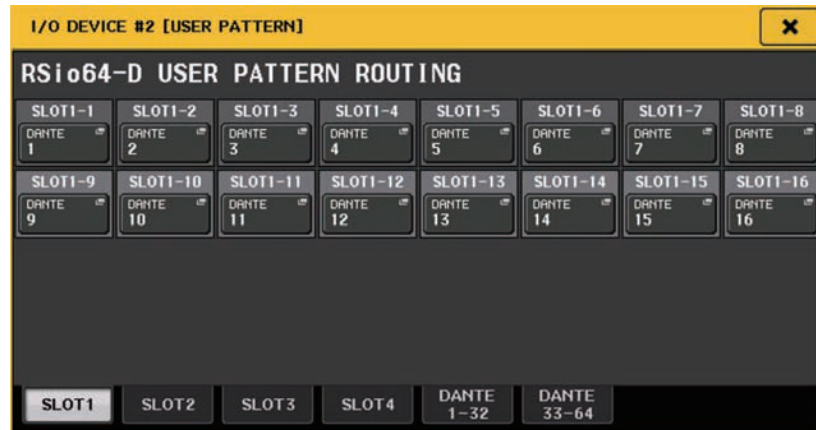 I/O DEVICE #2 [USER PATTERN]
RSio64-D USER PATTERN ROUTING
SLOT1-1 SLOT1-2 SLOT1-3 SLOT1-4 SLOT1-5 SLOT1-6 SLOT1-7 SLOT1-8
DANTE DANTE DANTE DANTE DANTE DANTE DANTE DANTE
1 2 3 4 5 6 7 8
SLOT1-9 SLOT1-10 SLOT1-11 SLOT1-12 SLOT1-13 SLOT1-14 SLOT1-15 SLOT1-16
DANTE DANTE DANTE DANTE DANTE DANTE DANTE DANTE
9 10 11 12 13 14 15 16
SLOT1 SLOT2 SLOT3 SLOT4 DANTE DANTE
1-32 33-64